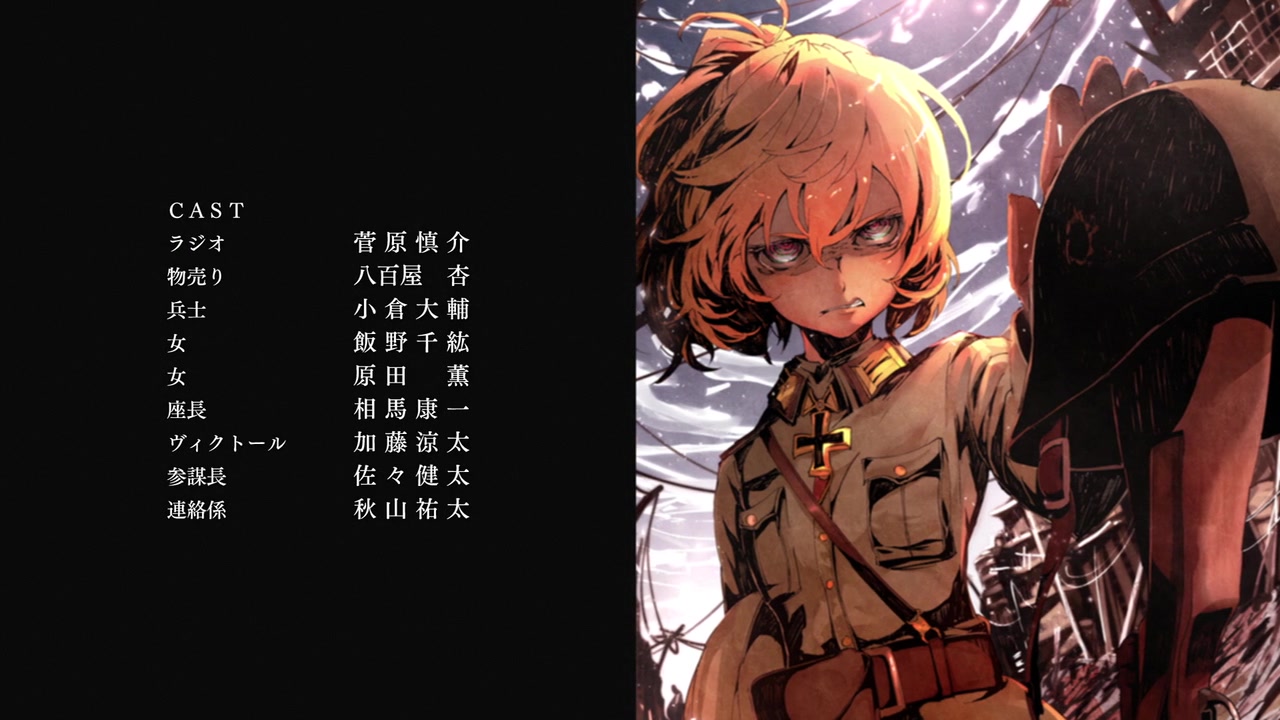 CAST
ラジオ 菅原慎介
物売り 八百屋 杏
兵士 小倉大輔
女 飯野千紘
女 原田 薫
座長 相馬康一
ヴィクトール 加藤涼太
参謀長 佐々健太
連絡係 秋山祐太